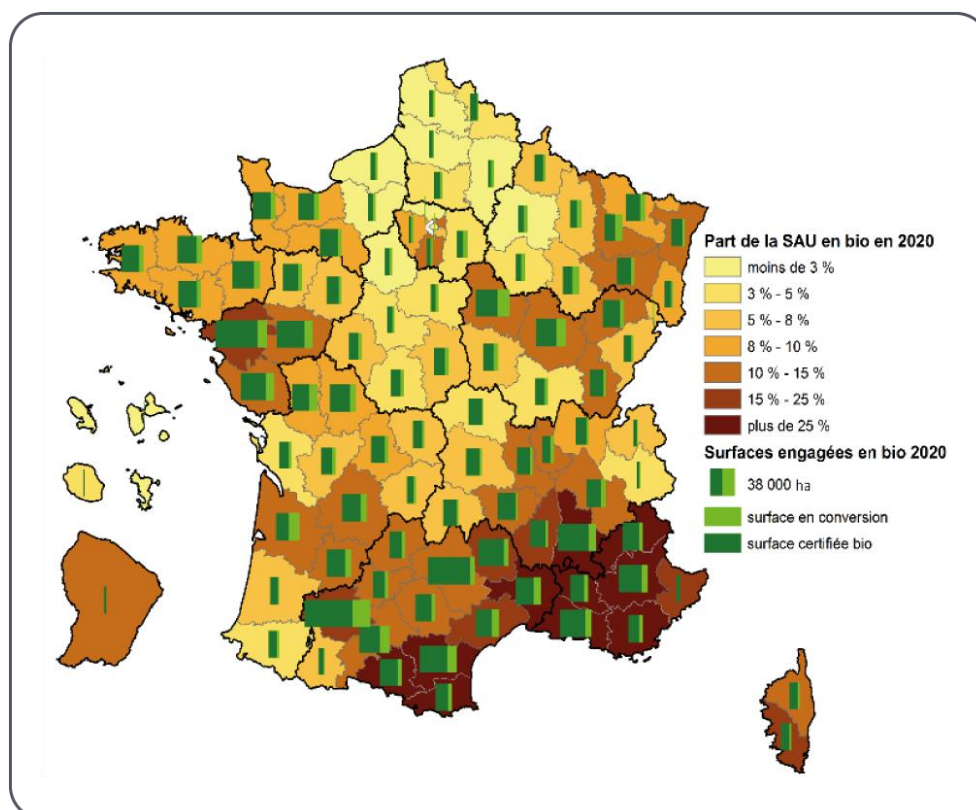 Part de la SAU en bio en 2020
moins de 3 %
3 % - 5 %
5 % - 8 %
8 % - 10 %
10 % - 15 %
15 % - 25 %
plus de 25 %
Surfaces engagées en bio 2020
38 000 ha
surface en conversion
surface certifiée bio